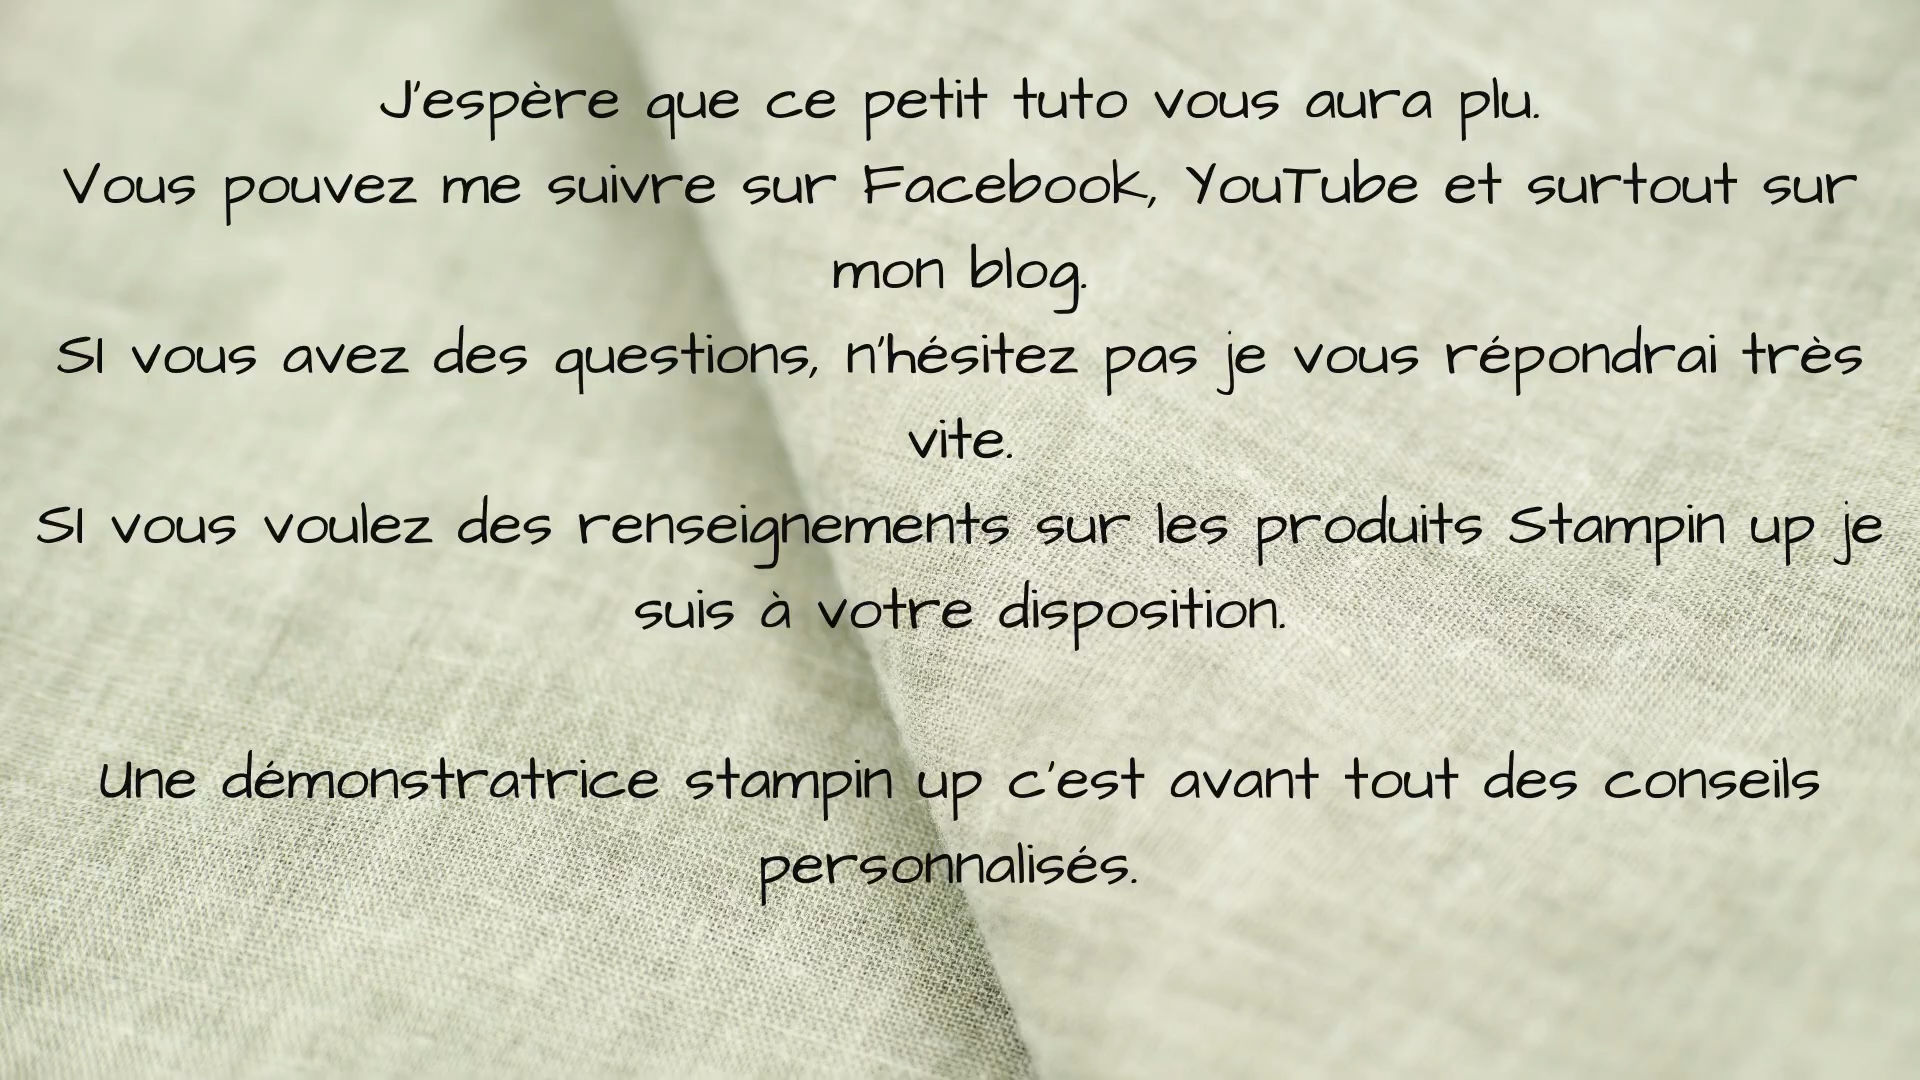 J'espère que ce petit tuto vous aura plu.
Vous pouvez me suivre sur Facebook, YouTube et surtout sur
mon blog.
SI vous avez des questions, n'hésitez pas je vous répondrai très
vite.
SI vous voulez des renseignements sur les produits Stampin up je
suis à votre disposition.
Une démonstratrice stampin up c'est avant tout des conseils
personnalisés.